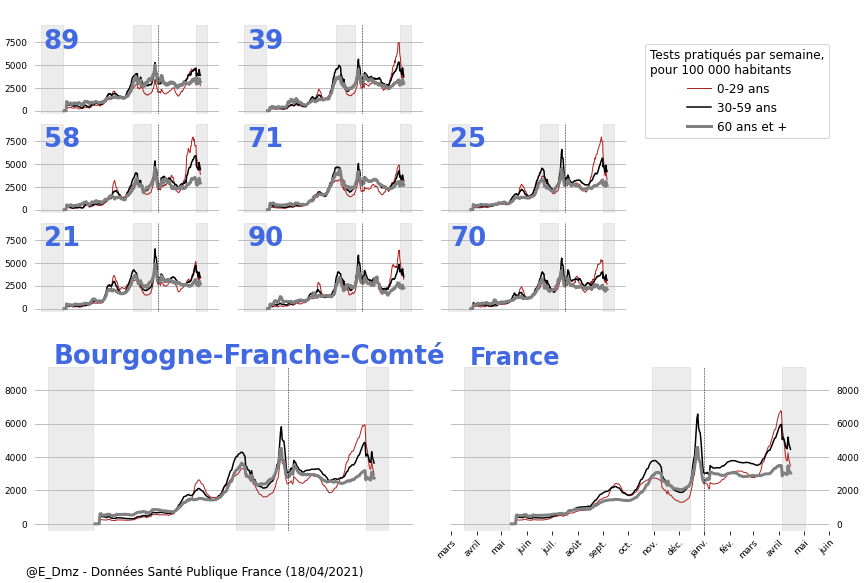 89
39
7500
5000
2500
0
Tests pratiqués par semaine,
pour 100 000 habitants
0-29 ans
30-59 ans
60 ans et +
58
71
25
7500
5000
2500
0
21
90
70
7500
5000
2500
0
Bourgogne-Franche-Comté
France
8000
6000
4000
2000
0
8000
6000
4000
2000
0
mars
avril
mai
juin
juil.
août
sept.
oct.
nov.
déc.
janv.
fév.
mars
avril
mai
juin
@E_Dmz - Données Santé Publique France (18/04/2021)